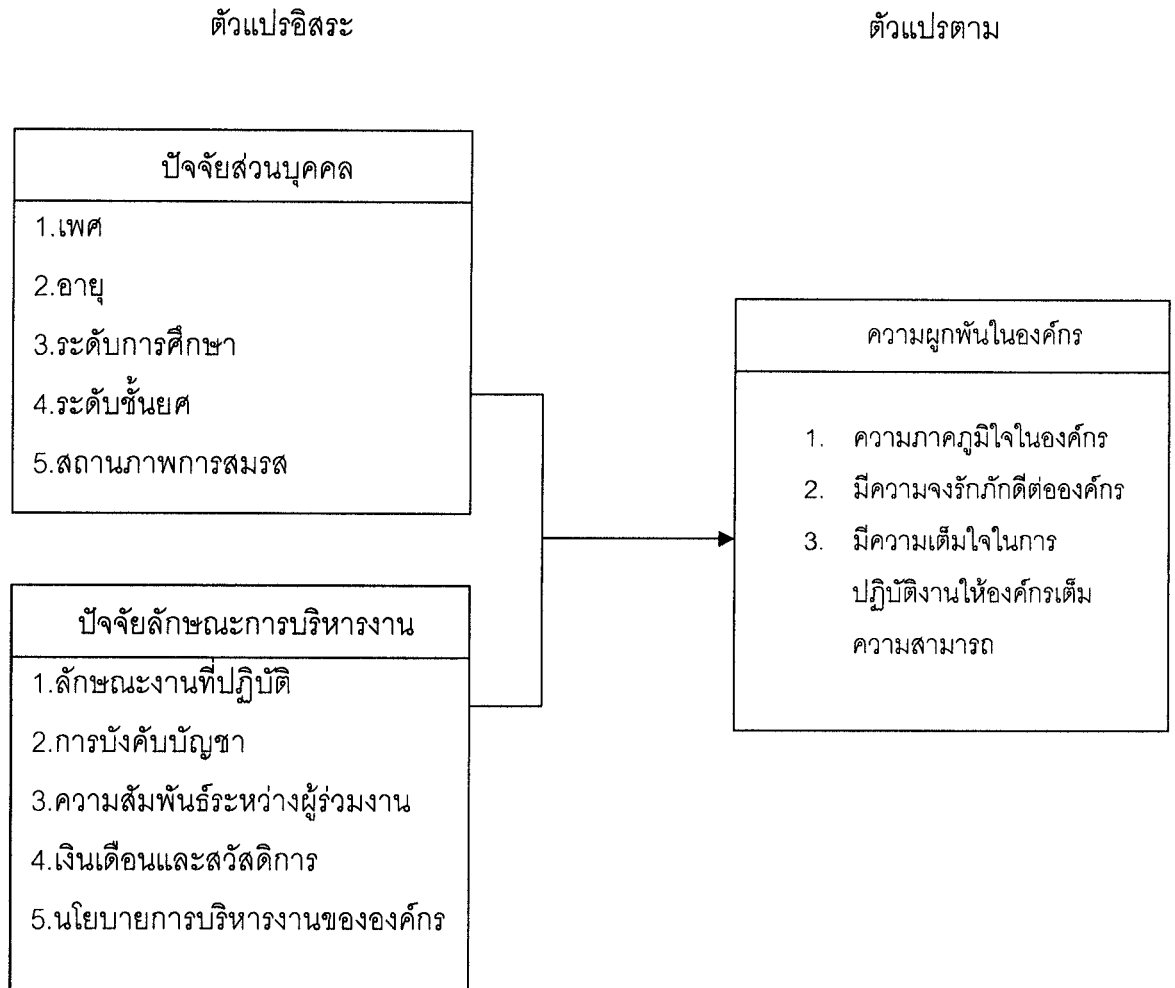 ตัวแปรอิสระ
ตัวแปรตาม
ปัจจัยส่วนบุคคล
1.เพศ
2.อายุ
3.ระดับการศึกษา
4.ระดับชั้นยศ
5.สถานภาพการสมรส
ปัจจัยลักษณะการบริหารงาน
1.ลักษณะงานที่ปฏิบัติ
2.การบังคับบัญชา
3.ความสัมพันธ์ระหว่างผู้ร่วมงาน
4.เงินเดือนและสวัสดิการ
5.นโยบายการบริหารงานขององค์กร
ความผูกพันในองค์กร
1. ความภาคภูมิใจในองค์กร
2. มีความจงรักภักดีต่อองค์กร
3. มีความเต็มใจในการ
ปฏิบัติงานให้องค์กรเต็ม
ความสามารถ